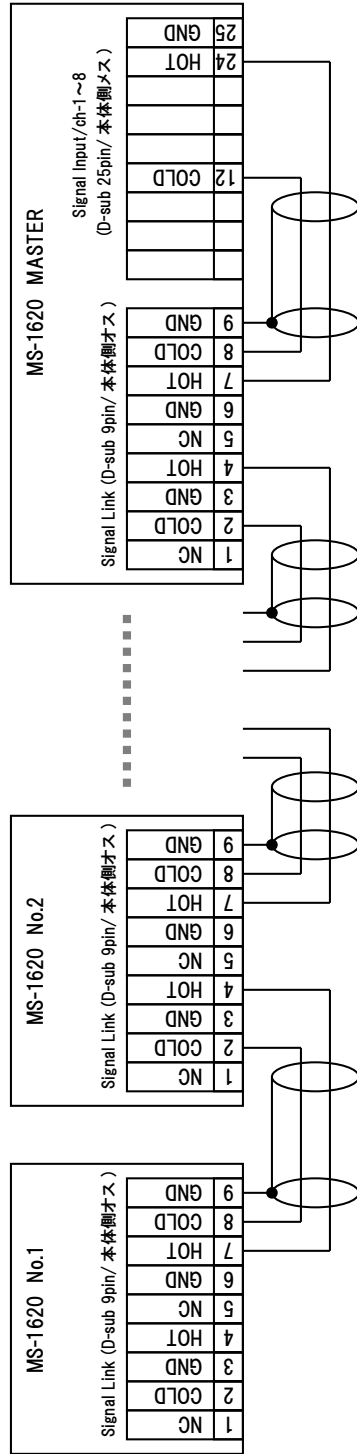 MS-1620 No.1
Signal Link (D-sub 9pin/ 本体側オス )
NC 1
COLD 2
GND 3
HOT 4
NC 5
GND 6
HOT 7
COLD 8
GND 9
MS-1620 No.2
Signal Link (D-sub 9pin/ 本体側オス )
NC 1
COLD 2
GND 3
HOT 4
NC 5
GND 6
HOT 7
COLD 8
GND 9
MS-1620 MASTER
Signal Link (D-sub 9pin/ 本体側オス )
NC 1
COLD 2
GND 3
HOT 4
NC 5
GND 6
HOT 7
COLD 8
GND 9
Signal Input/ch-1～8
(D-sub 25pin/ 本体側メス )
COLD 12
HOT 24
GND 25